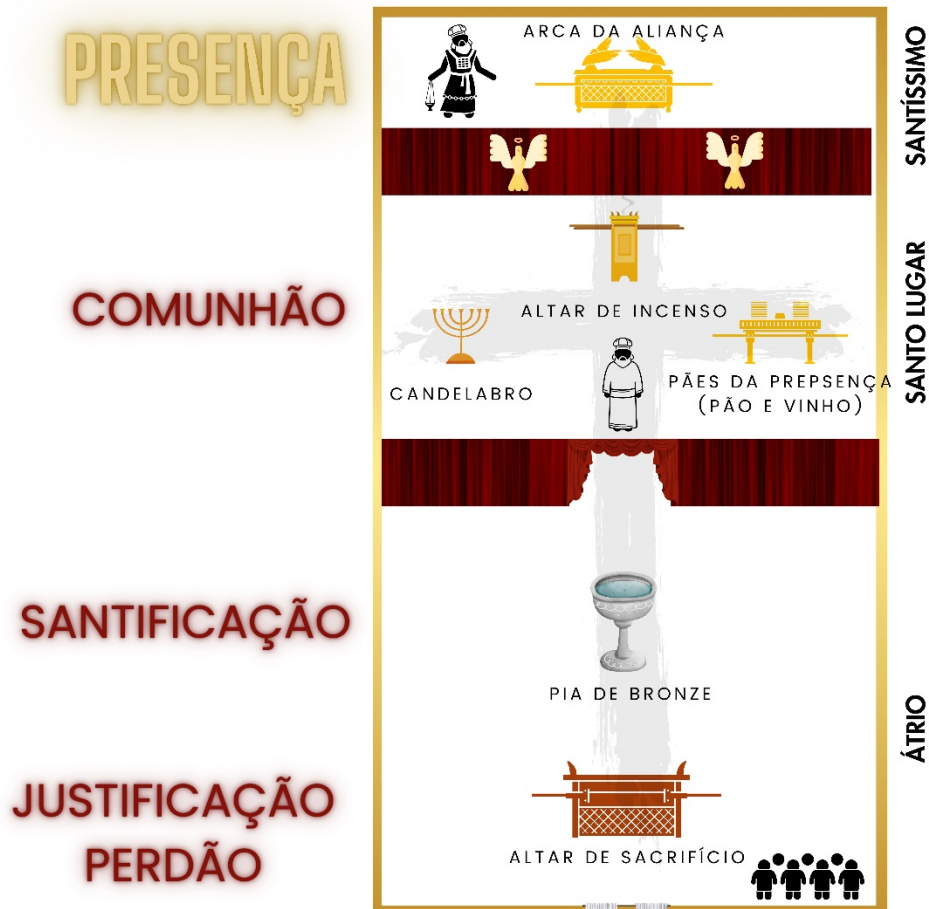 PRESENÇA
ARCA DA ALIANÇA
SANTÍSSIMO
COMUNHÃO
ALTAR DE INCENSO
CANDELABRO
PÃES DA PREPSENÇA
(PÃO E VINHO)
SANTO LUGAR
SANTIFICAÇÃO
PIA DE BRONZE
ÁTRIO
JUSTIFICAÇÃO
PERDÃO
ALTAR DE SACRIFÍCIO